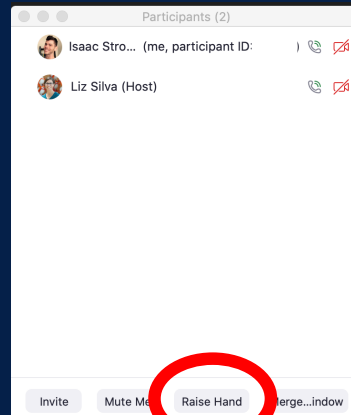 Participants (2)
Isaac Stro... (me, participant ID: )
Liz Silva (Host)
Invite Mute Me Raise Hand erge...indow